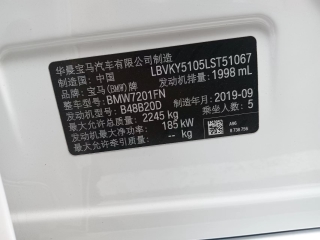 华晨宝马汽车有限公司制造
制造国: 中国 LBVKY5105LST51067
品牌: 宝马(BMW)牌 发动机排量: 1998 mL
整车型号: BMW7201FN
发动机型号: B48B20D 制造年月: 2019-09
最大允许总质量: 2245 kg 乘坐人数: 5
发动机最大净功率: 185 kW
最大允许牵引质量: -- kg